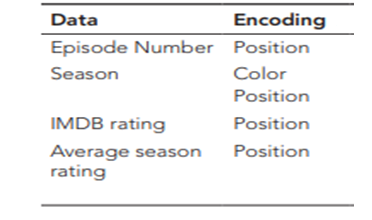 Data Encoding
Episode Number Position
Season Color
Position
IMDB rating Position
Average season Position
rating